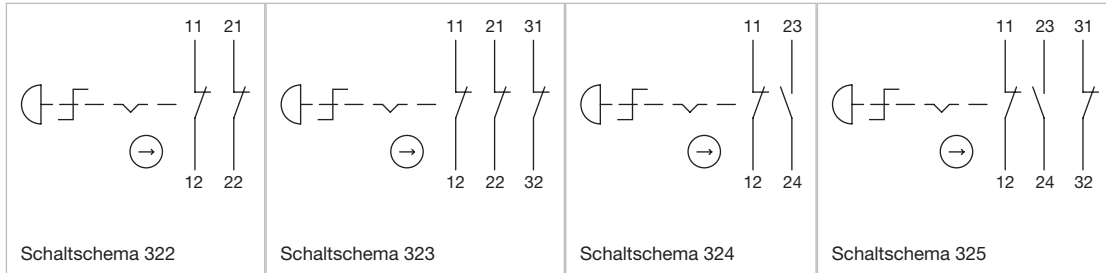 11 21
12 22
Schaltschema 322
11 21 31
12 22 32
Schaltschema 323
11 23
12 24
Schaltschema 324
11 23 31
12 24 32
Schaltschema 325